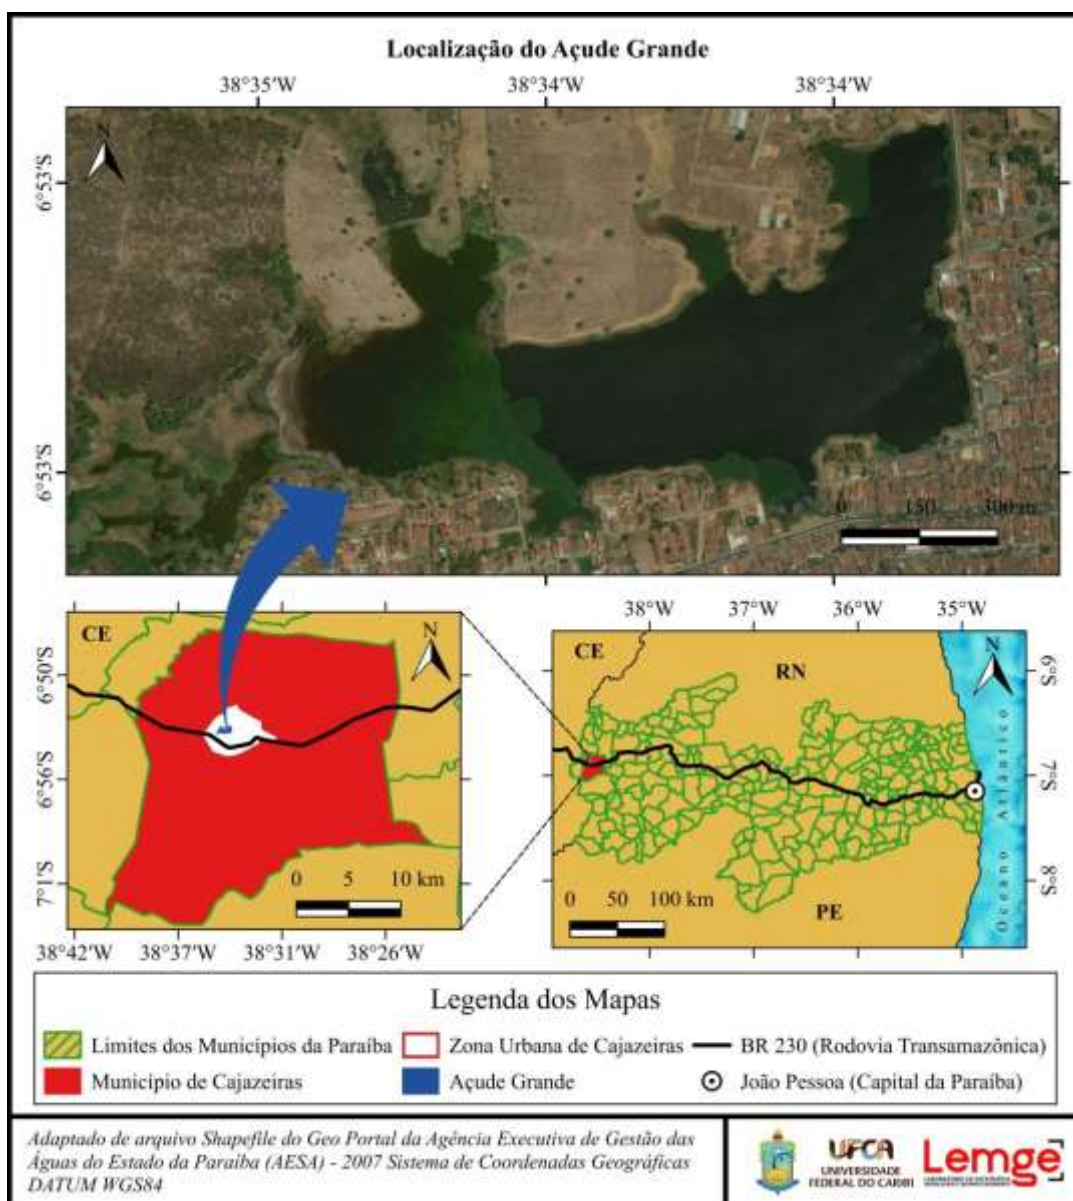 Localização do Açude Grande
38°35'W 38°34'W 38°34'W
N
6°53'S
6°53'S
0 150 300 m
38°W 37°W 36°W 35°W
CE
N
6°50'S
6°56'S
7°1'S
0 5 10 km
38°42'W 38°37'W 38°31'W 38°26'W
CE
RN
N
6°S
7°S
8°S
Oceano Atlântico
0 50 100 km
PE
Legenda dos Mapas
Limites dos Municípios da Paraíba Zona Urbana de Cajazeiras BR 230 (Rodovia Transamazônica)
Município de Cajazeiras Açude Grande João Pessoa (Capital da Paraíba)
Adaptado de arquivo Shapefile do Geo Portal da Agência Executiva de Gestão das
Águas do Estado da Paraíba (AESA) - 2007 Sistema de Coordenadas Geográficas
DATUM WGS84
UFCA
UNIVERSIDADE
FEDERAL DO CARIRI
Lemge